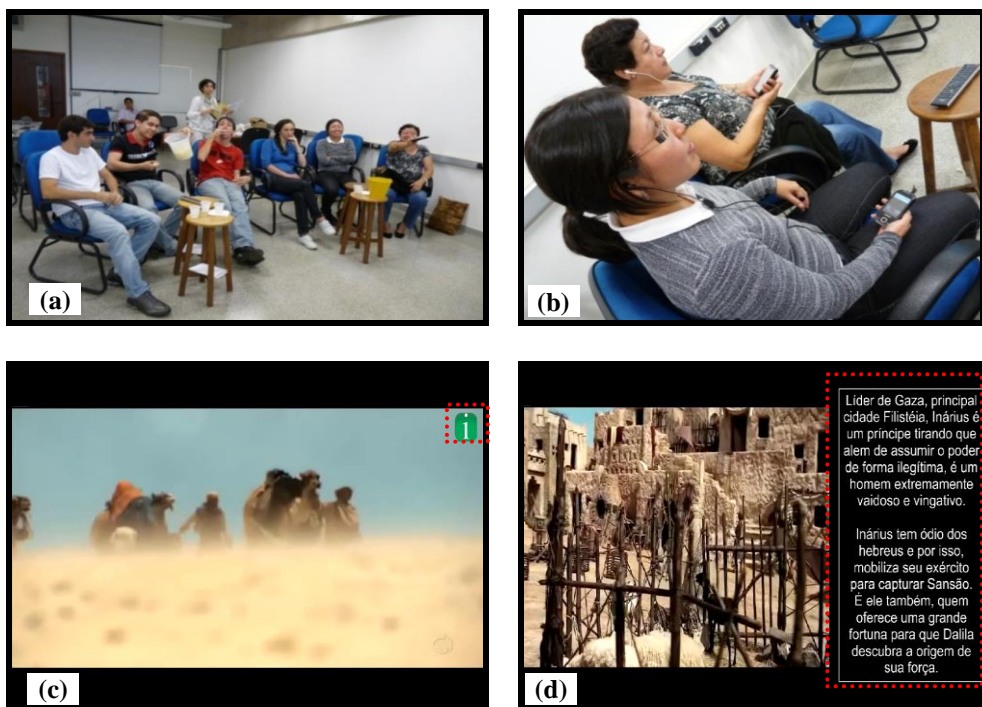 (a)
(b)
i
(c)
Líder de Gaza, principal
cidade Filistéia, Inárius é
um príncipe tirando que
alem de assumir o poder
de forma ilegítima, é um
homem extremamente
vaidoso e vingativo.
Inárius tem ódio dos
hebreus e por isso,
mobiliza seu exército
para capturar Sansão.
É ele também, quem
oferece uma grande
fortuna para que Dalila
descubra a origem de
sua força.
(d)